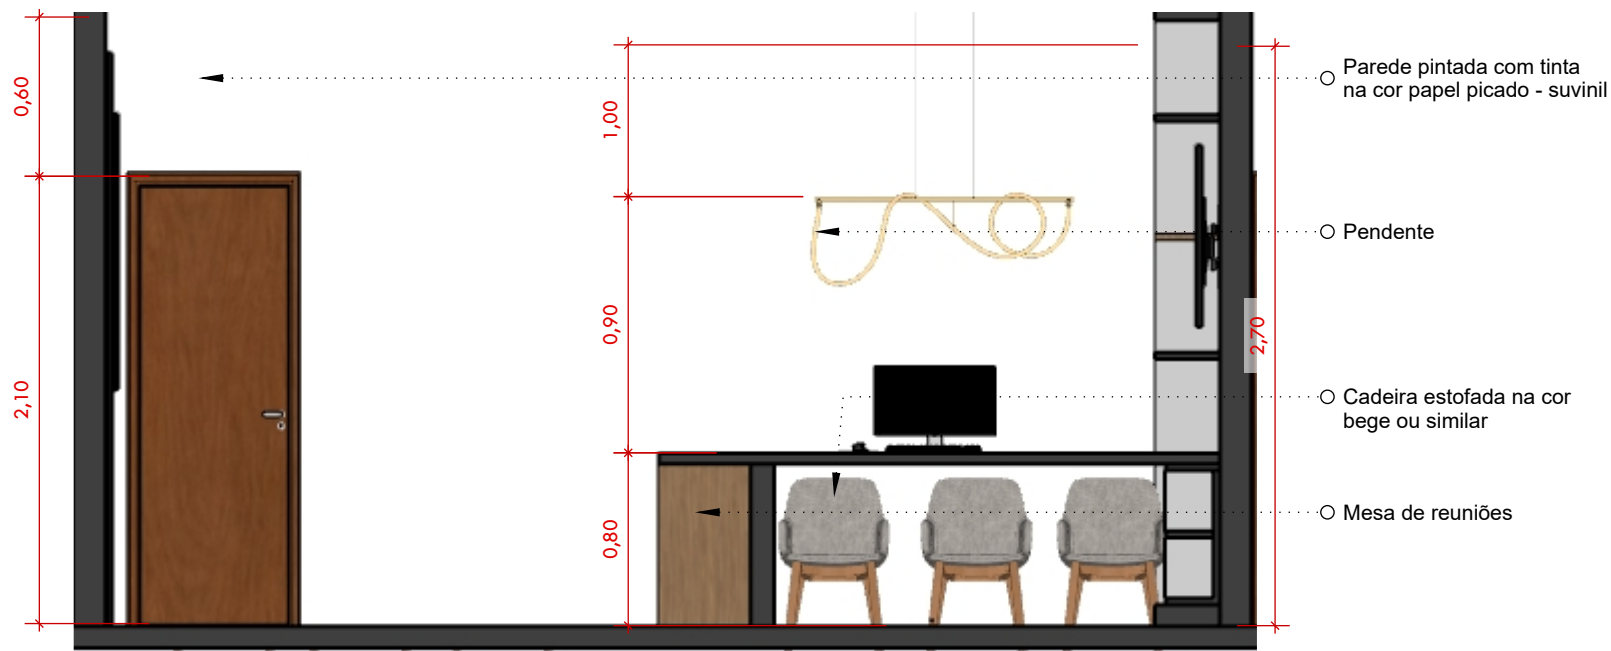 0,60
2,10
1,00
0,90
0,80
2,70
Parede pintada com tinta
na cor papel picado - suvinil
Pendente
Cadeira estofada na cor
bege ou similar
Mesa de reuniões